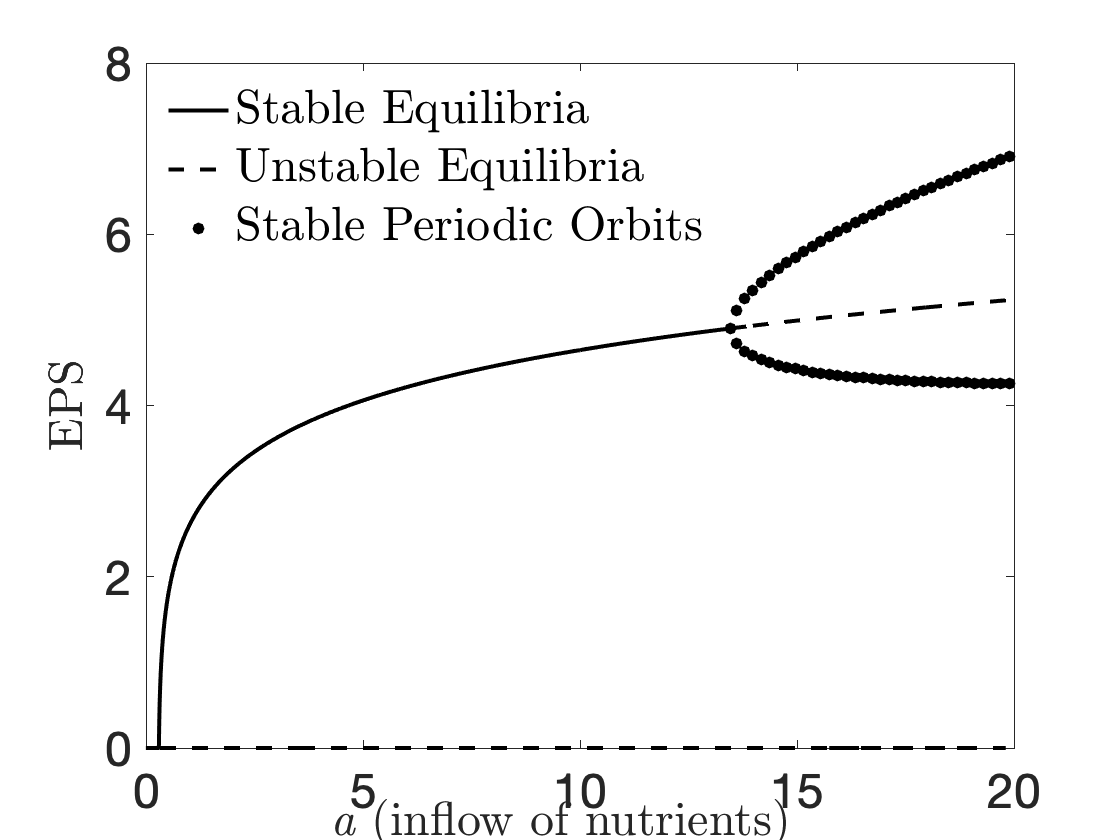 8
Stable Equilibria
Unstable Equilibria
Stable Periodic Orbits
6
EPS
4
2
0
0 5 10 15 20
a (inflow of nutrients)